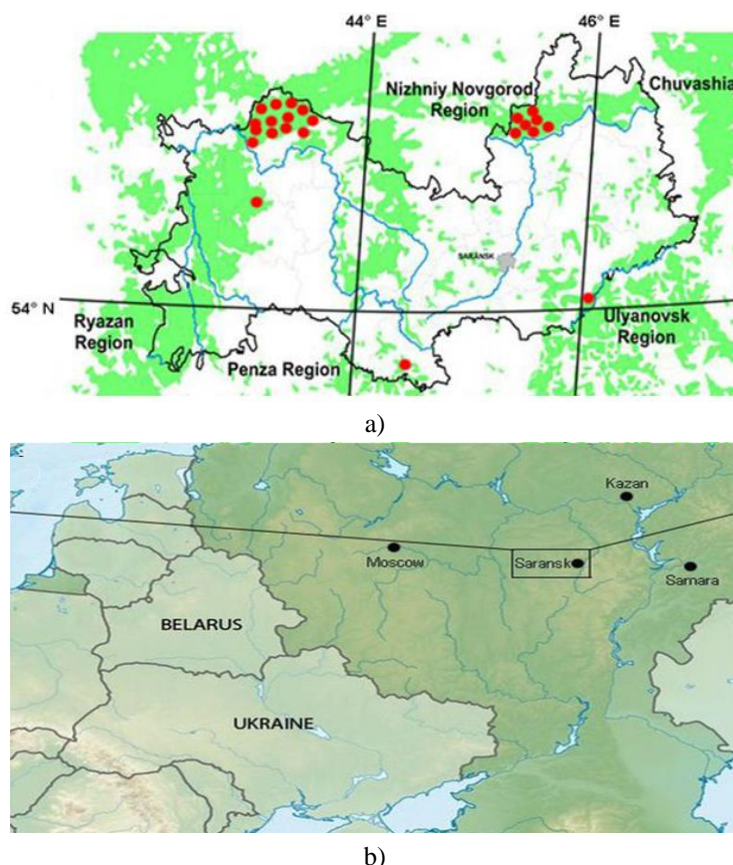 44° E
46° E
Nizhniy Novgorod
Region
Chuvashia
SARANSK
54° N
Ryazan
Region
Penza Region
Ulyanovsk
Region
a)
Kazan
Moscow
Saransk
Samara
BELARUS
UKRAINE
b)